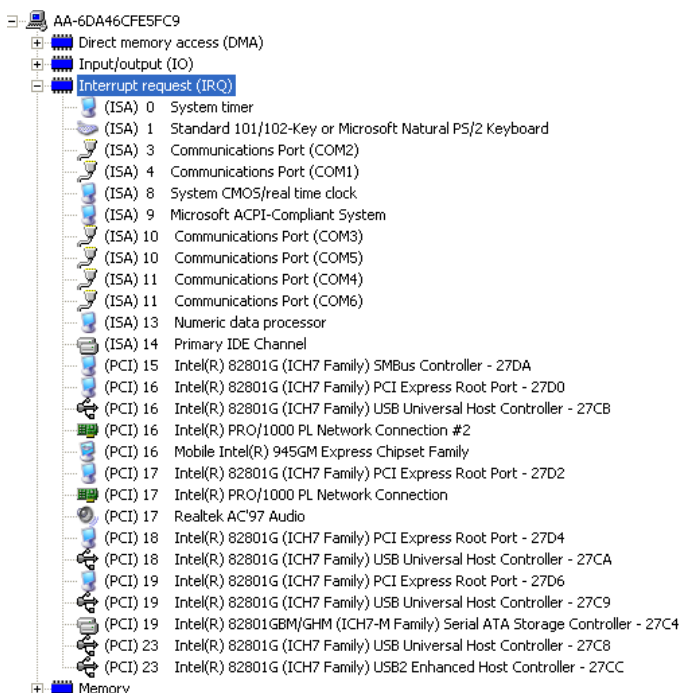 AA-6DA46CFE5FC9
Direct memory access (DMA)
Input/output (IO)
Interrupt request (IRQ)
(ISA) 0 System timer
(ISA) 1 Standard 101/102-Key or Microsoft Natural PS/2 Keyboard
(ISA) 3 Communications Port (COM2)
(ISA) 4 Communications Port (COM1)
(ISA) 8 System CMOS/real time clock
(ISA) 9 Microsoft ACPI-Compliant System
(ISA) 10 Communications Port (COM3)
(ISA) 10 Communications Port (COM5)
(ISA) 11 Communications Port (COM4)
(ISA) 11 Communications Port (COM6)
(ISA) 13 Numeric data processor
(ISA) 14 Primary IDE Channel
(PCI) 15 Intel(R) 82801G (ICH7 Family) SMBus Controller - 27DA
(PCI) 16 Intel(R) 82801G (ICH7 Family) PCI Express Root Port - 27D0
(PCI) 16 Intel(R) 82801G (ICH7 Family) USB Universal Host Controller - 27CB
(PCI) 16 Intel(R) PRO/1000 PL Network Connection #2
(PCI) 16 Mobile Intel(R) 945GM Express Chipset Family
(PCI) 17 Intel(R) 82801G (ICH7 Family) PCI Express Root Port - 27D2
(PCI) 17 Intel(R) PRO/1000 PL Network Connection
(PCI) 17 Realtek AC'97 Audio
(PCI) 18 Intel(R) 82801G (ICH7 Family) PCI Express Root Port - 27D4
(PCI) 18 Intel(R) 82801G (ICH7 Family) USB Universal Host Controller - 27CA
(PCI) 19 Intel(R) 82801G (ICH7 Family) PCI Express Root Port - 27D6
(PCI) 19 Intel(R) 82801G (ICH7 Family) USB Universal Host Controller - 27C9
(PCI) 19 Intel(R) 82801GBM/GHM (ICH7-M Family) Serial ATA Storage Controller - 27C4
(PCI) 23 Intel(R) 82801G (ICH7 Family) USB Universal Host Controller - 27C8
(PCI) 23 Intel(R) 82801G (ICH7 Family) USB2 Enhanced Host Controller - 27CC
Memory